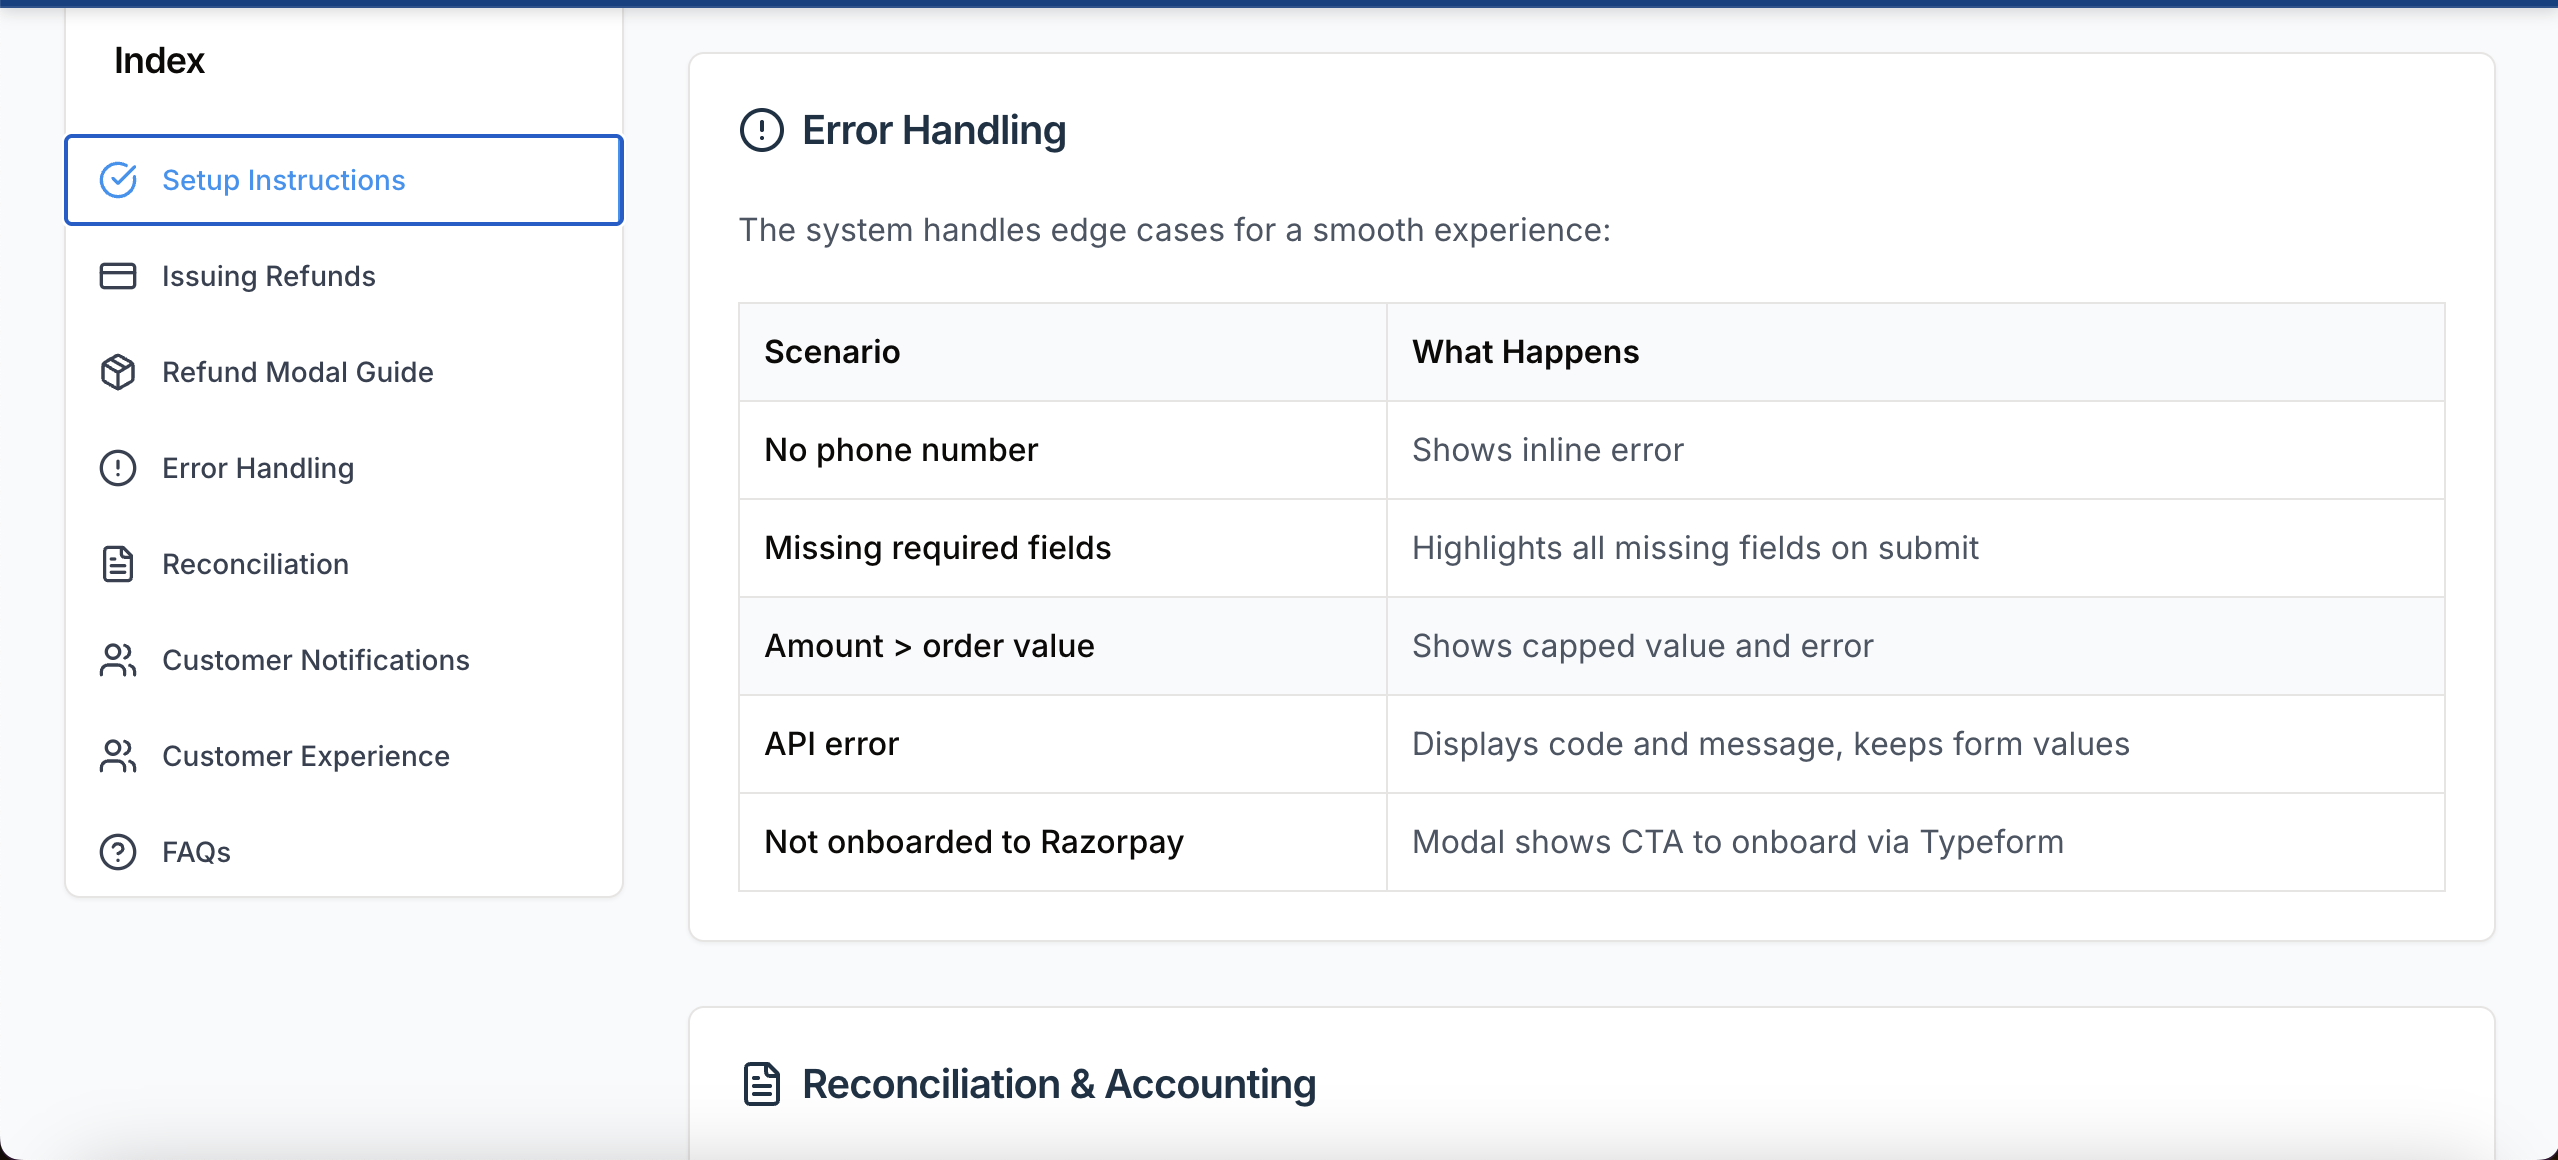 Index
Setup Instructions
Issuing Refunds
Refund Modal Guide
Error Handling
Reconciliation
Customer Notifications
Customer Experience
FAQs
Error Handling
The system handles edge cases for a smooth experience:
Scenario What Happens
No phone number Shows inline error
Missing required fields Highlights all missing fields on submit
Amount > order value Shows capped value and error
API error Displays code and message, keeps form values
Not onboarded to Razorpay Modal shows CTA to onboard via Typeform
Reconciliation & Accounting